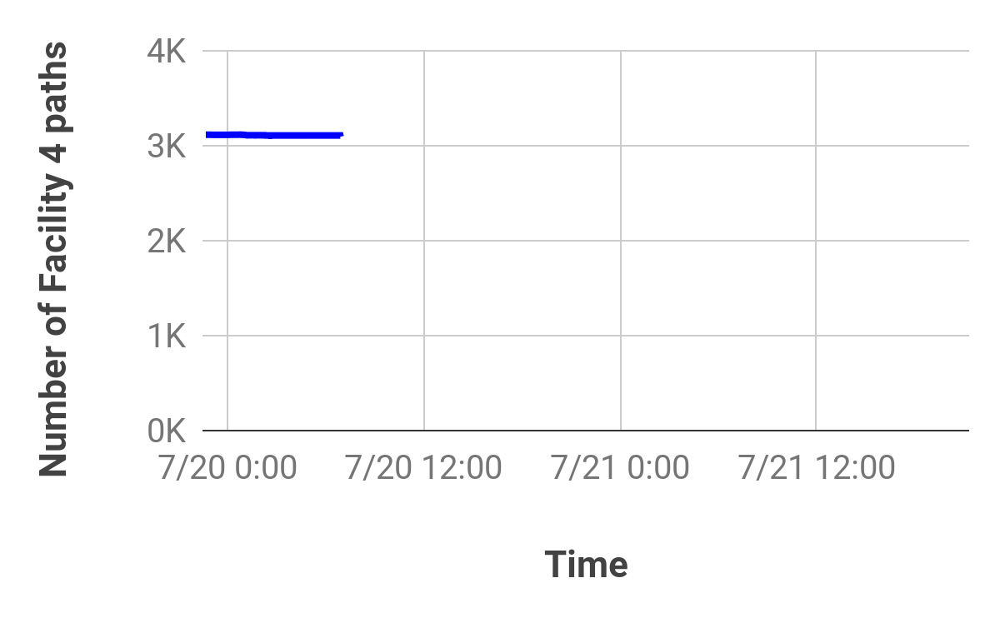 Number of Facility 4 paths
4K
3K
2K
1K
0K
7/20 0:00
7/20 12:00
7/21 0:00
7/21 12:00
Time